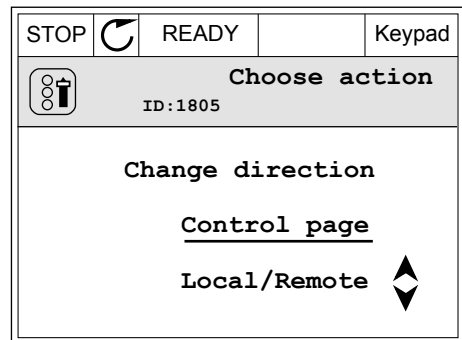 STOP READY Keypad
Choose action
ID:1805
Change direction
Control page
Local/Remote